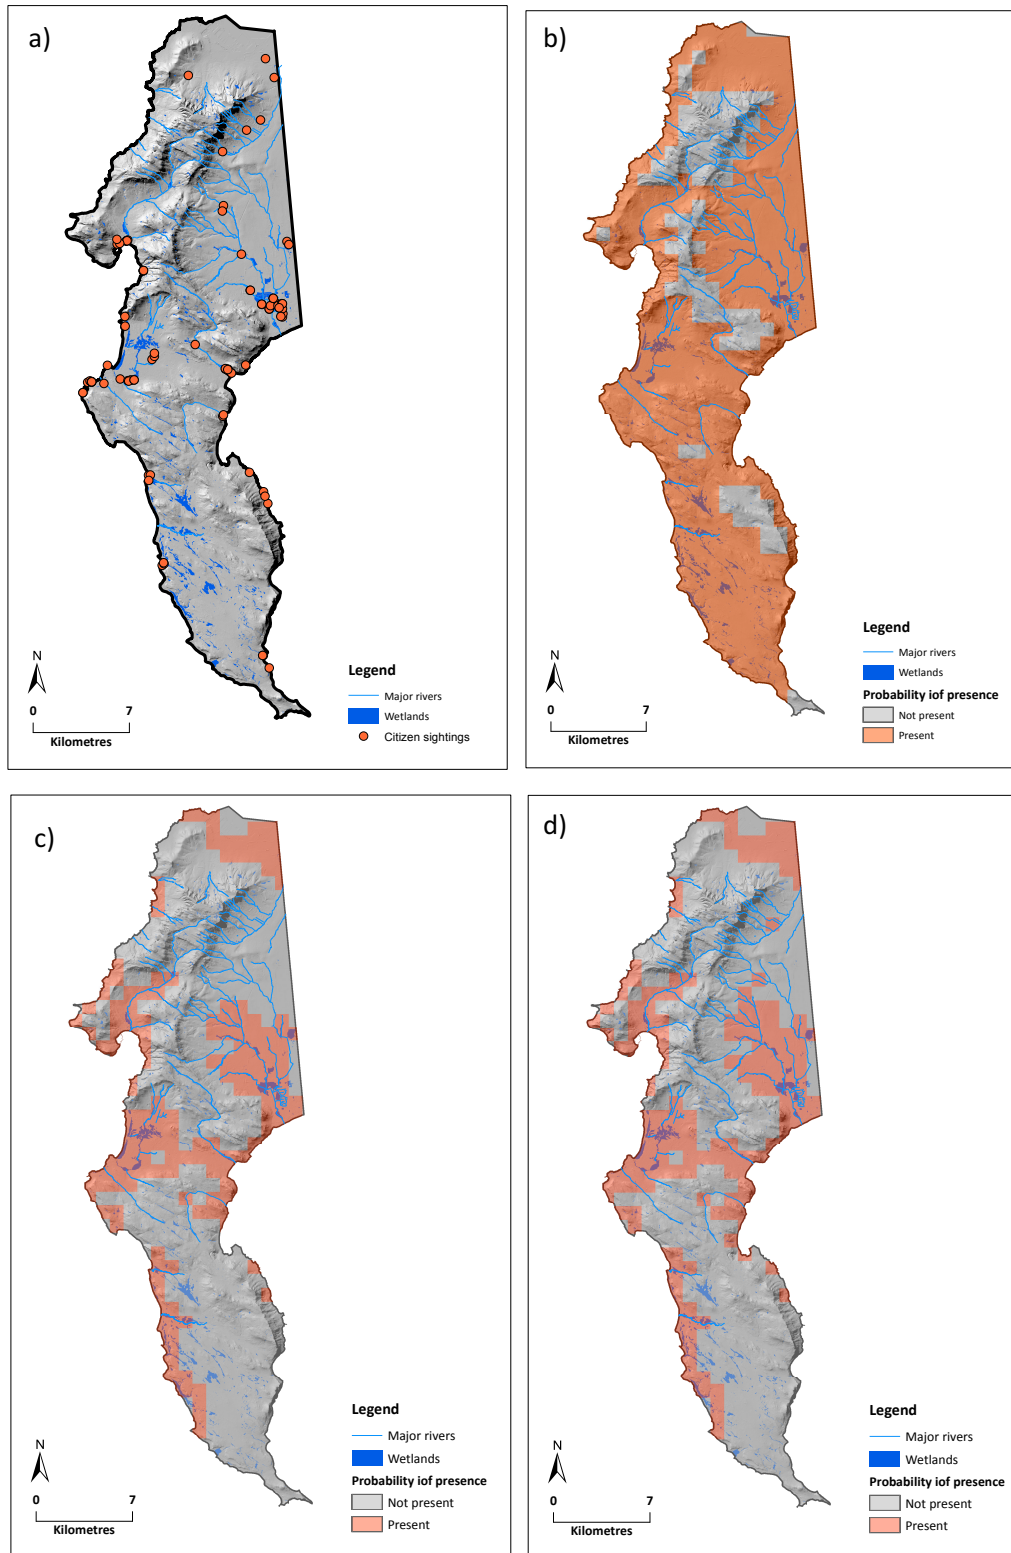 a)
N
0 7
Kilometres
Legend
Major rivers
Wetlands
Citizen sightings
b)
N
0 7
Kilometres
Legend
Major rivers
Wetlands
Probability iof presence
Not present
Present
c)
N
0 7
Kilometres
Legend
Major rivers
Wetlands
Probability iof presence
Not present
Present
d)
N
0 7
Kilometres
Legend
Major rivers
Wetlands
Probability iof presence
Not present
Present